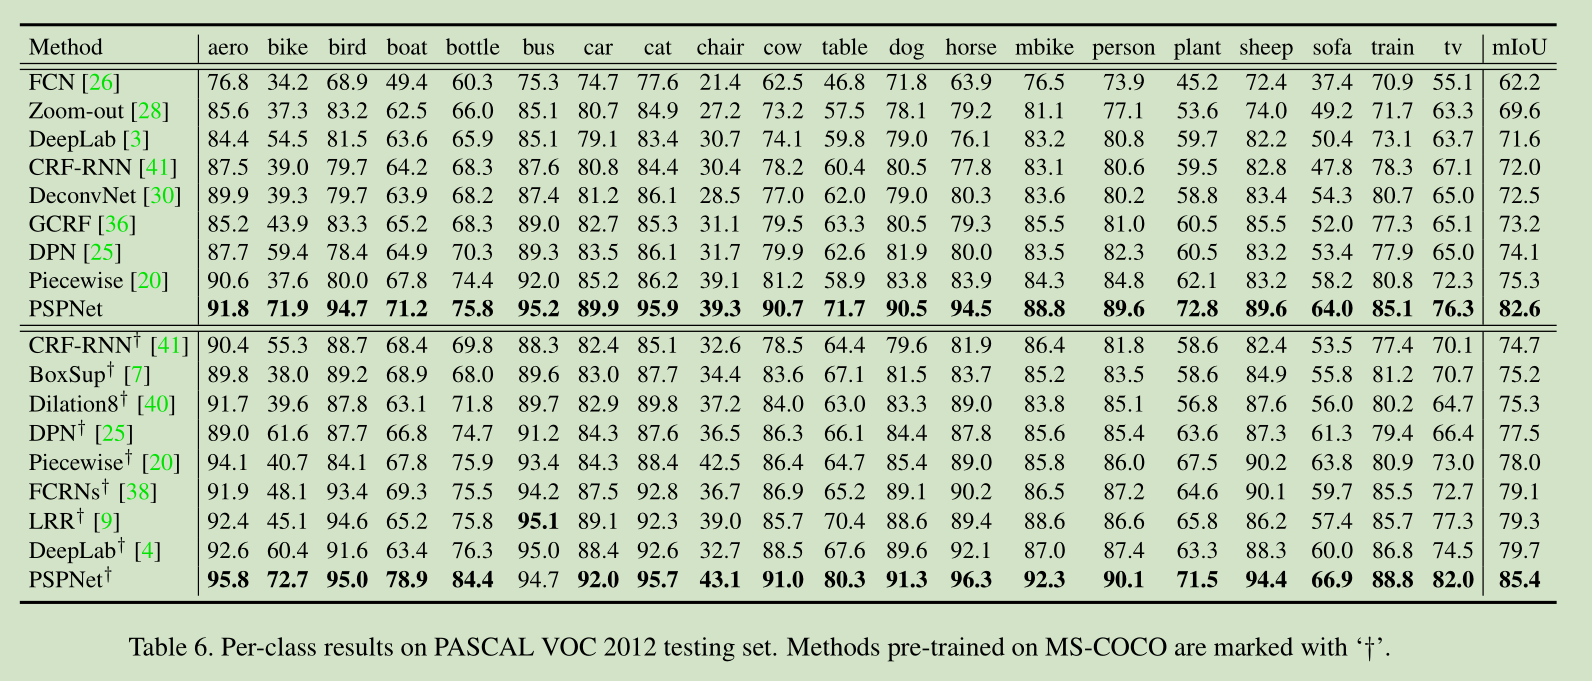 Method aero bike bird boat bottle bus car cat chair cow table dog horse mbike person plant sheep sofa train tv mIoU
FCN [26] 76.8 34.2 68.9 49.4 60.3 75.3 74.7 77.6 21.4 62.5 46.8 71.8 63.9 76.5 73.9 45.2 72.4 37.4 70.9 55.1 62.2
Zoom-out [28] 85.6 37.3 83.2 62.5 66.0 85.1 80.7 84.9 27.2 73.2 57.5 78.1 79.2 81.1 77.1 53.6 74.0 49.2 71.7 63.3 69.6
DeepLab [3] 84.4 54.5 81.5 63.6 65.9 85.1 79.1 83.4 30.7 74.1 59.8 79.0 76.1 83.2 80.8 59.7 82.2 50.4 73.1 63.7 71.6
CRF-RNN [41] 87.5 39.0 79.7 64.2 68.3 87.6 80.8 84.4 30.4 78.2 60.4 80.5 77.8 83.1 80.6 59.5 82.8 47.8 78.3 67.1 72.0
DeconvNet [30] 89.9 39.3 79.7 63.9 68.2 87.4 81.2 86.1 28.5 77.0 62.0 79.0 80.3 83.6 80.2 58.8 83.4 54.3 80.7 65.0 72.5
GCRF [36] 85.2 43.9 83.3 65.2 68.3 89.0 82.7 85.3 31.1 79.5 63.3 80.5 79.3 85.5 81.0 60.5 85.5 52.0 77.3 65.1 73.2
DPN [25] 87.7 59.4 78.4 64.9 70.3 89.3 83.5 86.1 31.7 79.9 62.6 81.9 80.0 83.5 82.3 60.5 83.2 53.4 77.9 65.0 74.1
Piecewise [20] 90.6 37.6 80.0 67.8 74.4 92.0 85.2 86.2 39.1 81.2 58.9 83.8 83.9 84.3 84.8 62.1 83.2 58.2 80.8 72.3 75.3
PSPNet 91.8 71.9 94.7 71.2 75.8 95.2 89.9 95.9 39.3 90.7 71.7 90.5 94.5 88.8 89.6 72.8 89.6 64.0 85.1 76.3 82.6
CRF-RNN† [41] 90.4 55.3 88.7 68.4 69.8 88.3 82.4 85.1 32.6 78.5 64.4 79.6 81.9 86.4 81.8 58.6 82.4 53.5 77.4 70.1 74.7
BoxSup† [7] 89.8 38.0 89.2 68.9 68.0 89.6 83.0 87.7 34.4 83.6 67.1 81.5 83.7 85.2 83.5 58.6 84.9 55.8 81.2 70.7 75.2
Dilation8† [40] 91.7 39.6 87.8 63.1 71.8 89.7 82.9 89.8 37.2 84.0 63.0 83.3 89.0 83.8 85.1 56.8 87.6 56.0 80.2 64.7 75.3
DPN† [25] 89.0 61.6 87.7 66.8 74.7 91.2 84.3 87.6 36.5 86.3 66.1 84.4 87.8 85.6 85.4 63.6 87.3 61.3 79.4 66.4 77.5
Piecewise† [20] 94.1 40.7 84.1 67.8 75.9 93.4 84.3 88.4 42.5 86.4 64.7 85.4 89.0 85.8 86.0 67.5 90.2 63.8 80.9 73.0 78.0
FCRNs† [38] 91.9 48.1 93.4 69.3 75.5 94.2 87.5 92.8 36.7 86.9 65.2 89.1 90.2 86.5 87.2 64.6 90.1 59.7 85.5 72.7 79.1
LRR† [9] 92.4 45.1 94.6 65.2 75.8 95.1 89.1 92.3 39.0 85.7 70.4 88.6 89.4 88.6 86.6 65.8 86.2 57.4 85.7 77.3 79.3
DeepLab† [4] 92.6 60.4 91.6 63.4 76.3 95.0 88.4 92.6 32.7 88.5 67.6 89.6 92.1 87.0 87.4 63.3 88.3 60.0 86.8 74.5 79.7
PSPNet† 95.8 72.7 95.0 78.9 84.4 94.7 92.0 95.7 43.1 91.0 80.3 91.3 96.3 92.3 90.1 71.5 94.4 66.9 88.8 82.0 85.4
Table 6. Per-class results on PASCAL VOC 2012 testing set. Methods pre-trained on MS-COCO are marked with ‘†’.